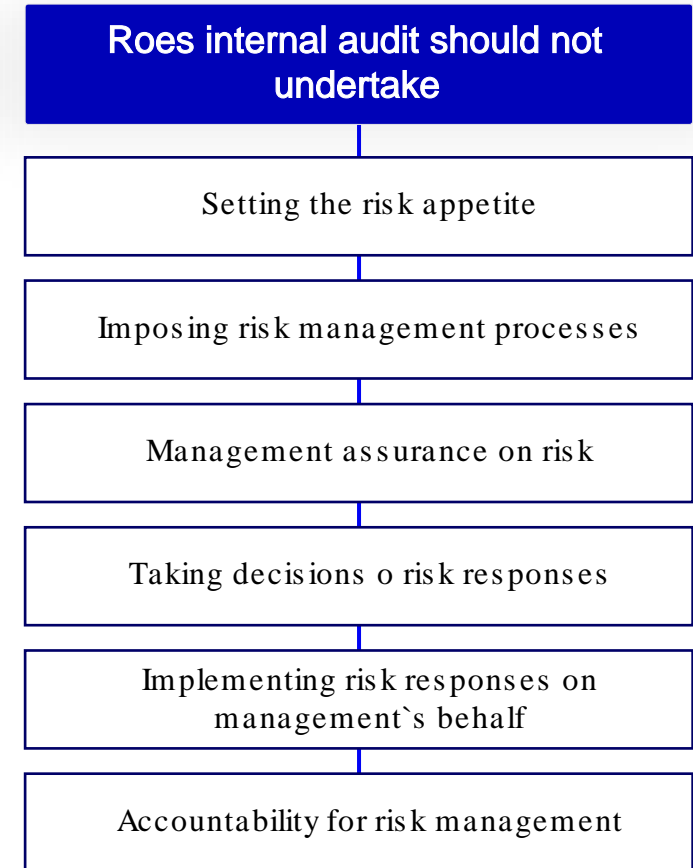 Roes internal audit should not
undertake
Setting the risk appetite
Imposing risk management processes
Management assurance on risk
Taking decisions o risk responses
Implementing risk responses on
management`s behalf
Accountability for risk management